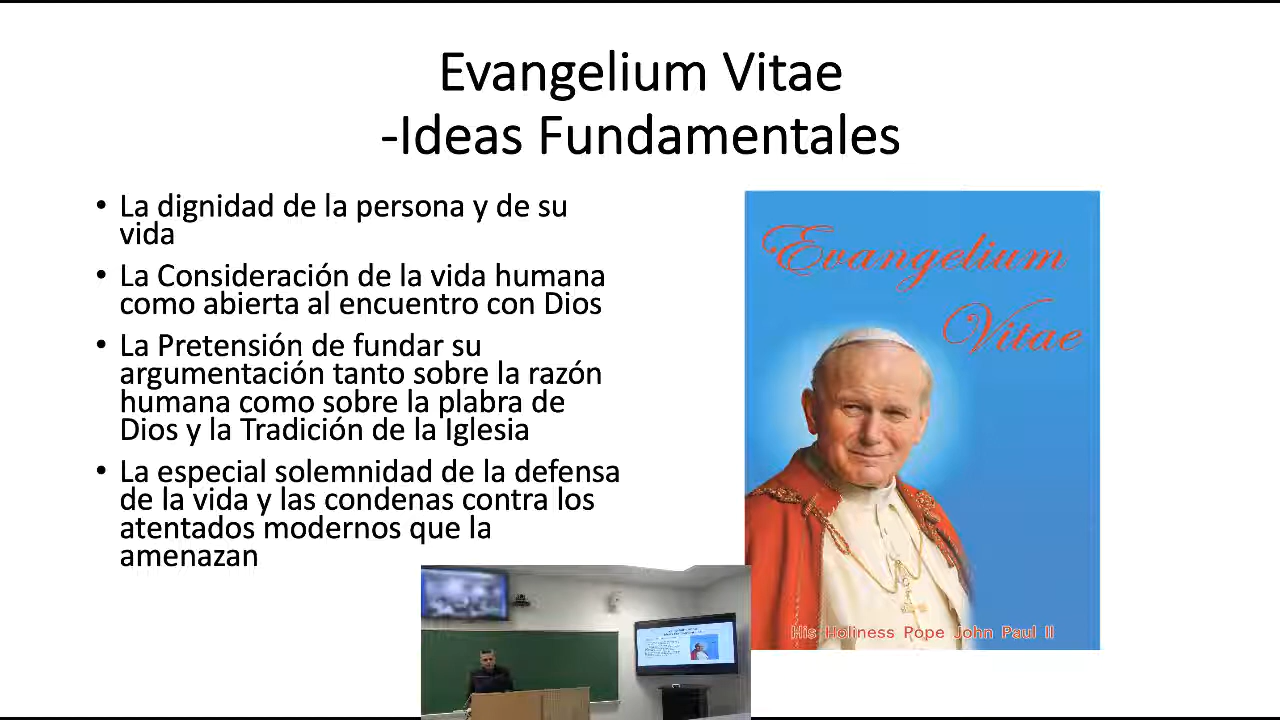 Evangelium Vitae
-Ideas Fundamentales
• La dignidad de la persona y de su
vida
• La Consideración de la vida humana
como abierta al encuentro con Dios
• La Pretensión de fundar su
argumentación tanto sobre la razón
humana como sobre la plabra de
Dios y la Tradición de la Iglesia
• La especial solemnidad de la defensa
de la vida y las condenas contra los
atentados modernos que la
amenazan
Evangelium
Vitae
His Holiness Pope John Paul II